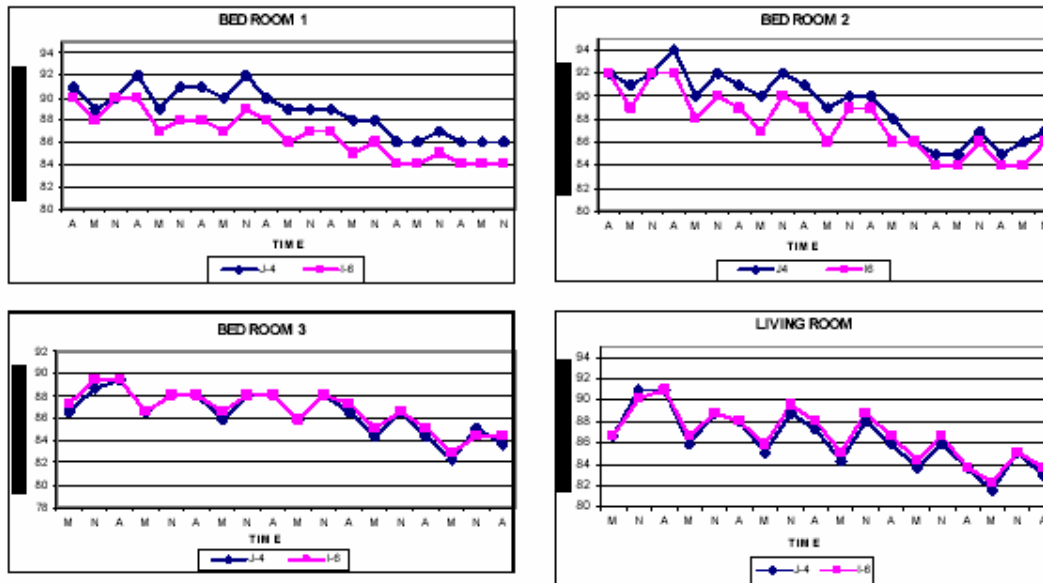 BED ROOM 1
94
92
90
88
86
84
82
80
A M N A M N A M N A M N A M N A M N A M N
TIME
J-4 I-6
BED ROOM 2
94
92
90
88
86
84
82
80
A M N A M N A M N A M N A M N A M N A M N
TIME
J4 I6
BED ROOM 3
92
90
88
86
84
82
80
78
M N A M N A M N A M N A M N A M N A
TIME
J-4 I-6
LIVING ROOM
94
92
90
88
86
84
82
80
M N A M N A M N A M N A M N A M N A
TIME
J-4 I-6